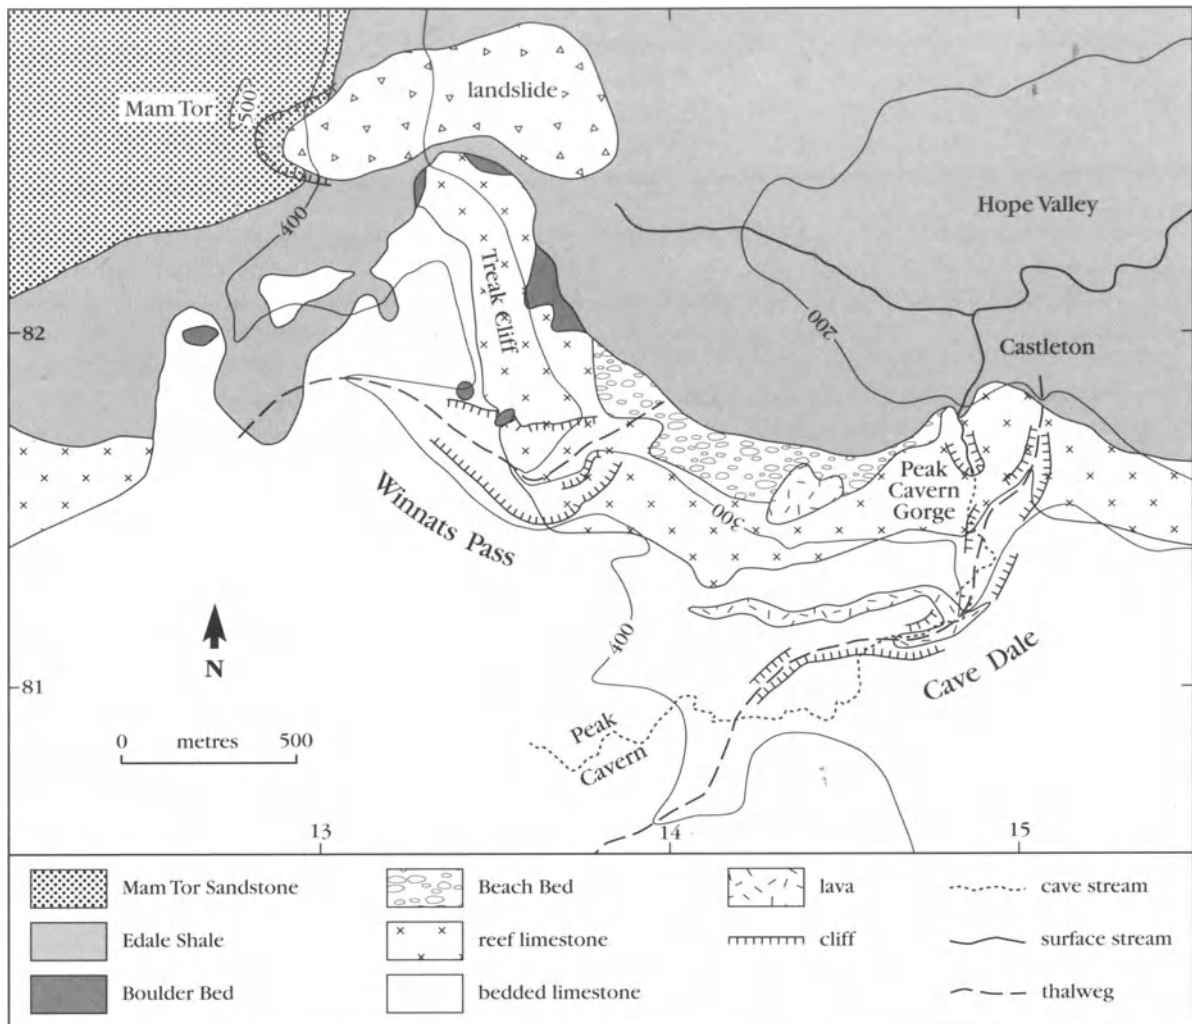 landslide
500
Mam Tor
400
Hope Valley
Treak Cliff
82
200
Castleton
Peak
Cavern
Gorge
Winnats Pass
300
400
N
81
Cave Dale
0 metres 500
Peak
Cavern
13
14
15
Mam Tor Sandstone
Beach Bed
lava
cave stream
Edale Shale
reef limestone
cliff
surface stream
Boulder Bed
bedded limestone
thalweg